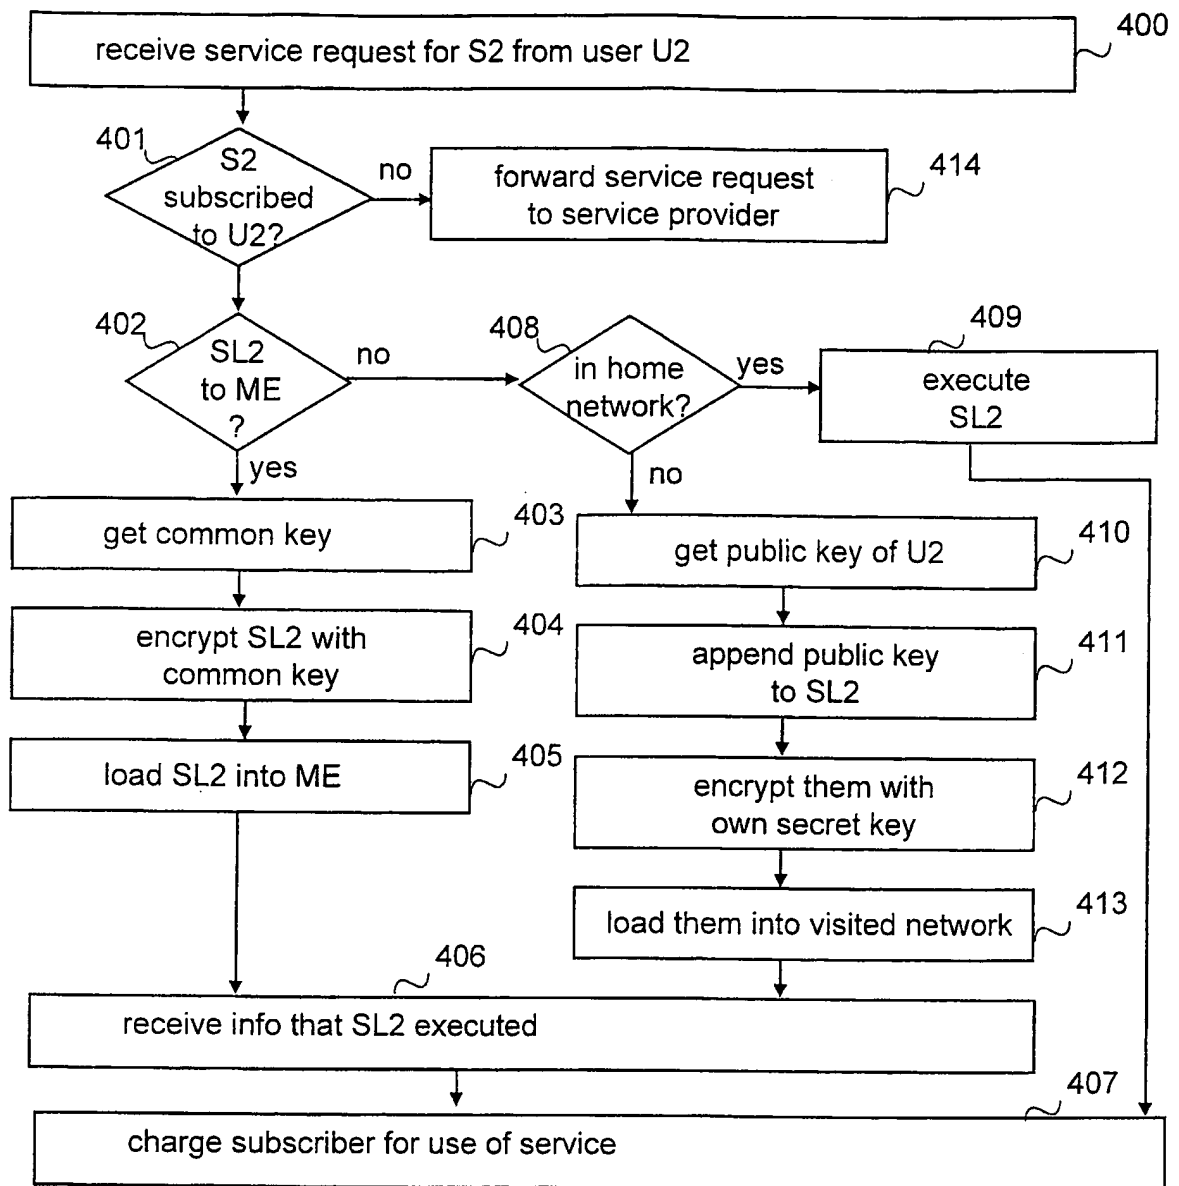 receive service request for S2 from user U2
400
401
S2
subscribed
to U2?
no
forward service request
to service provider
414
402
SL2
to ME
?
no
yes
408
in home
network?
yes
no
409
execute
SL2
get common key
403
encrypt SL2 with
common key
404
load SL2 into ME
405
get public key of U2
410
append public key
to SL2
411
encrypt them with
own secret key
412
load them into visited network
413
406
receive info that SL2 executed
407
charge subscriber for use of service